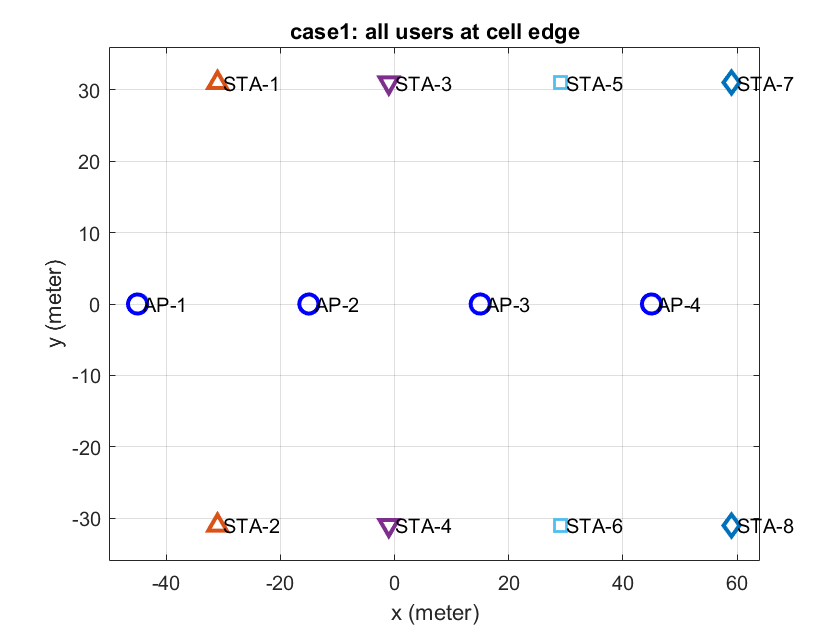 case1: all users at cell edge
30
20
10
0
-10
-20
-30
y (meter)
STA-1
STA-3
STA-5
STA-7
AP-1
AP-2
AP-3
AP-4
STA-2
STA-4
STA-6
STA-8
-40
-20
0
20
40
60
x (meter)